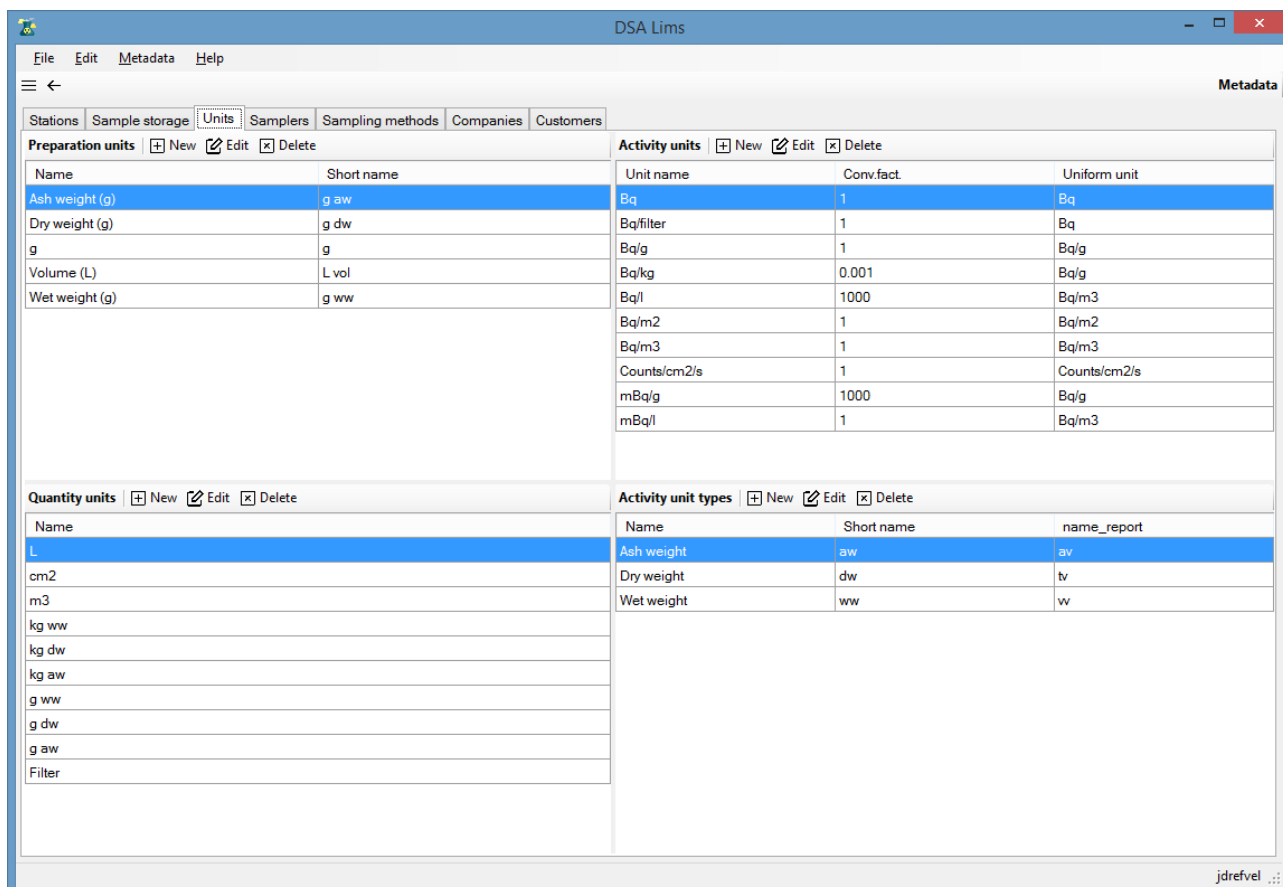 DSA Lims
File Edit Metadata Help
Metadata
Stations Sample storage Units Samplers Sampling methods Companies Customers
Preparation units New Edit Delete
Name Short name
Ash weight (g) g aw
Dry weight (g) g dw
g g
Volume (L) L vol
Wet weight (g) g ww
Activity units New Edit Delete
Unit name Conv.fact. Uniform unit
Bq 1 Bq
Bq/filter 1 Bq
Bq/g 1 Bq/g
Bq/kg 0.001 Bq/g
Bq/l 1000 Bq/m3
Bq/m2 1 Bq/m2
Bq/m3 1 Bq/m3
Counts/cm2/s 1 Counts/cm2/s
mBq/g 1000 Bq/g
mBq/l 1 Bq/m3
Quantity units New Edit Delete
Name
L
cm2
m3
kg ww
kg dw
kg aw
g ww
g dw
g aw
Filter
Activity unit types New Edit Delete
Name Short name name_report
Ash weight aw av
Dry weight dw tv
Wet weight ww vv
jdrefvel